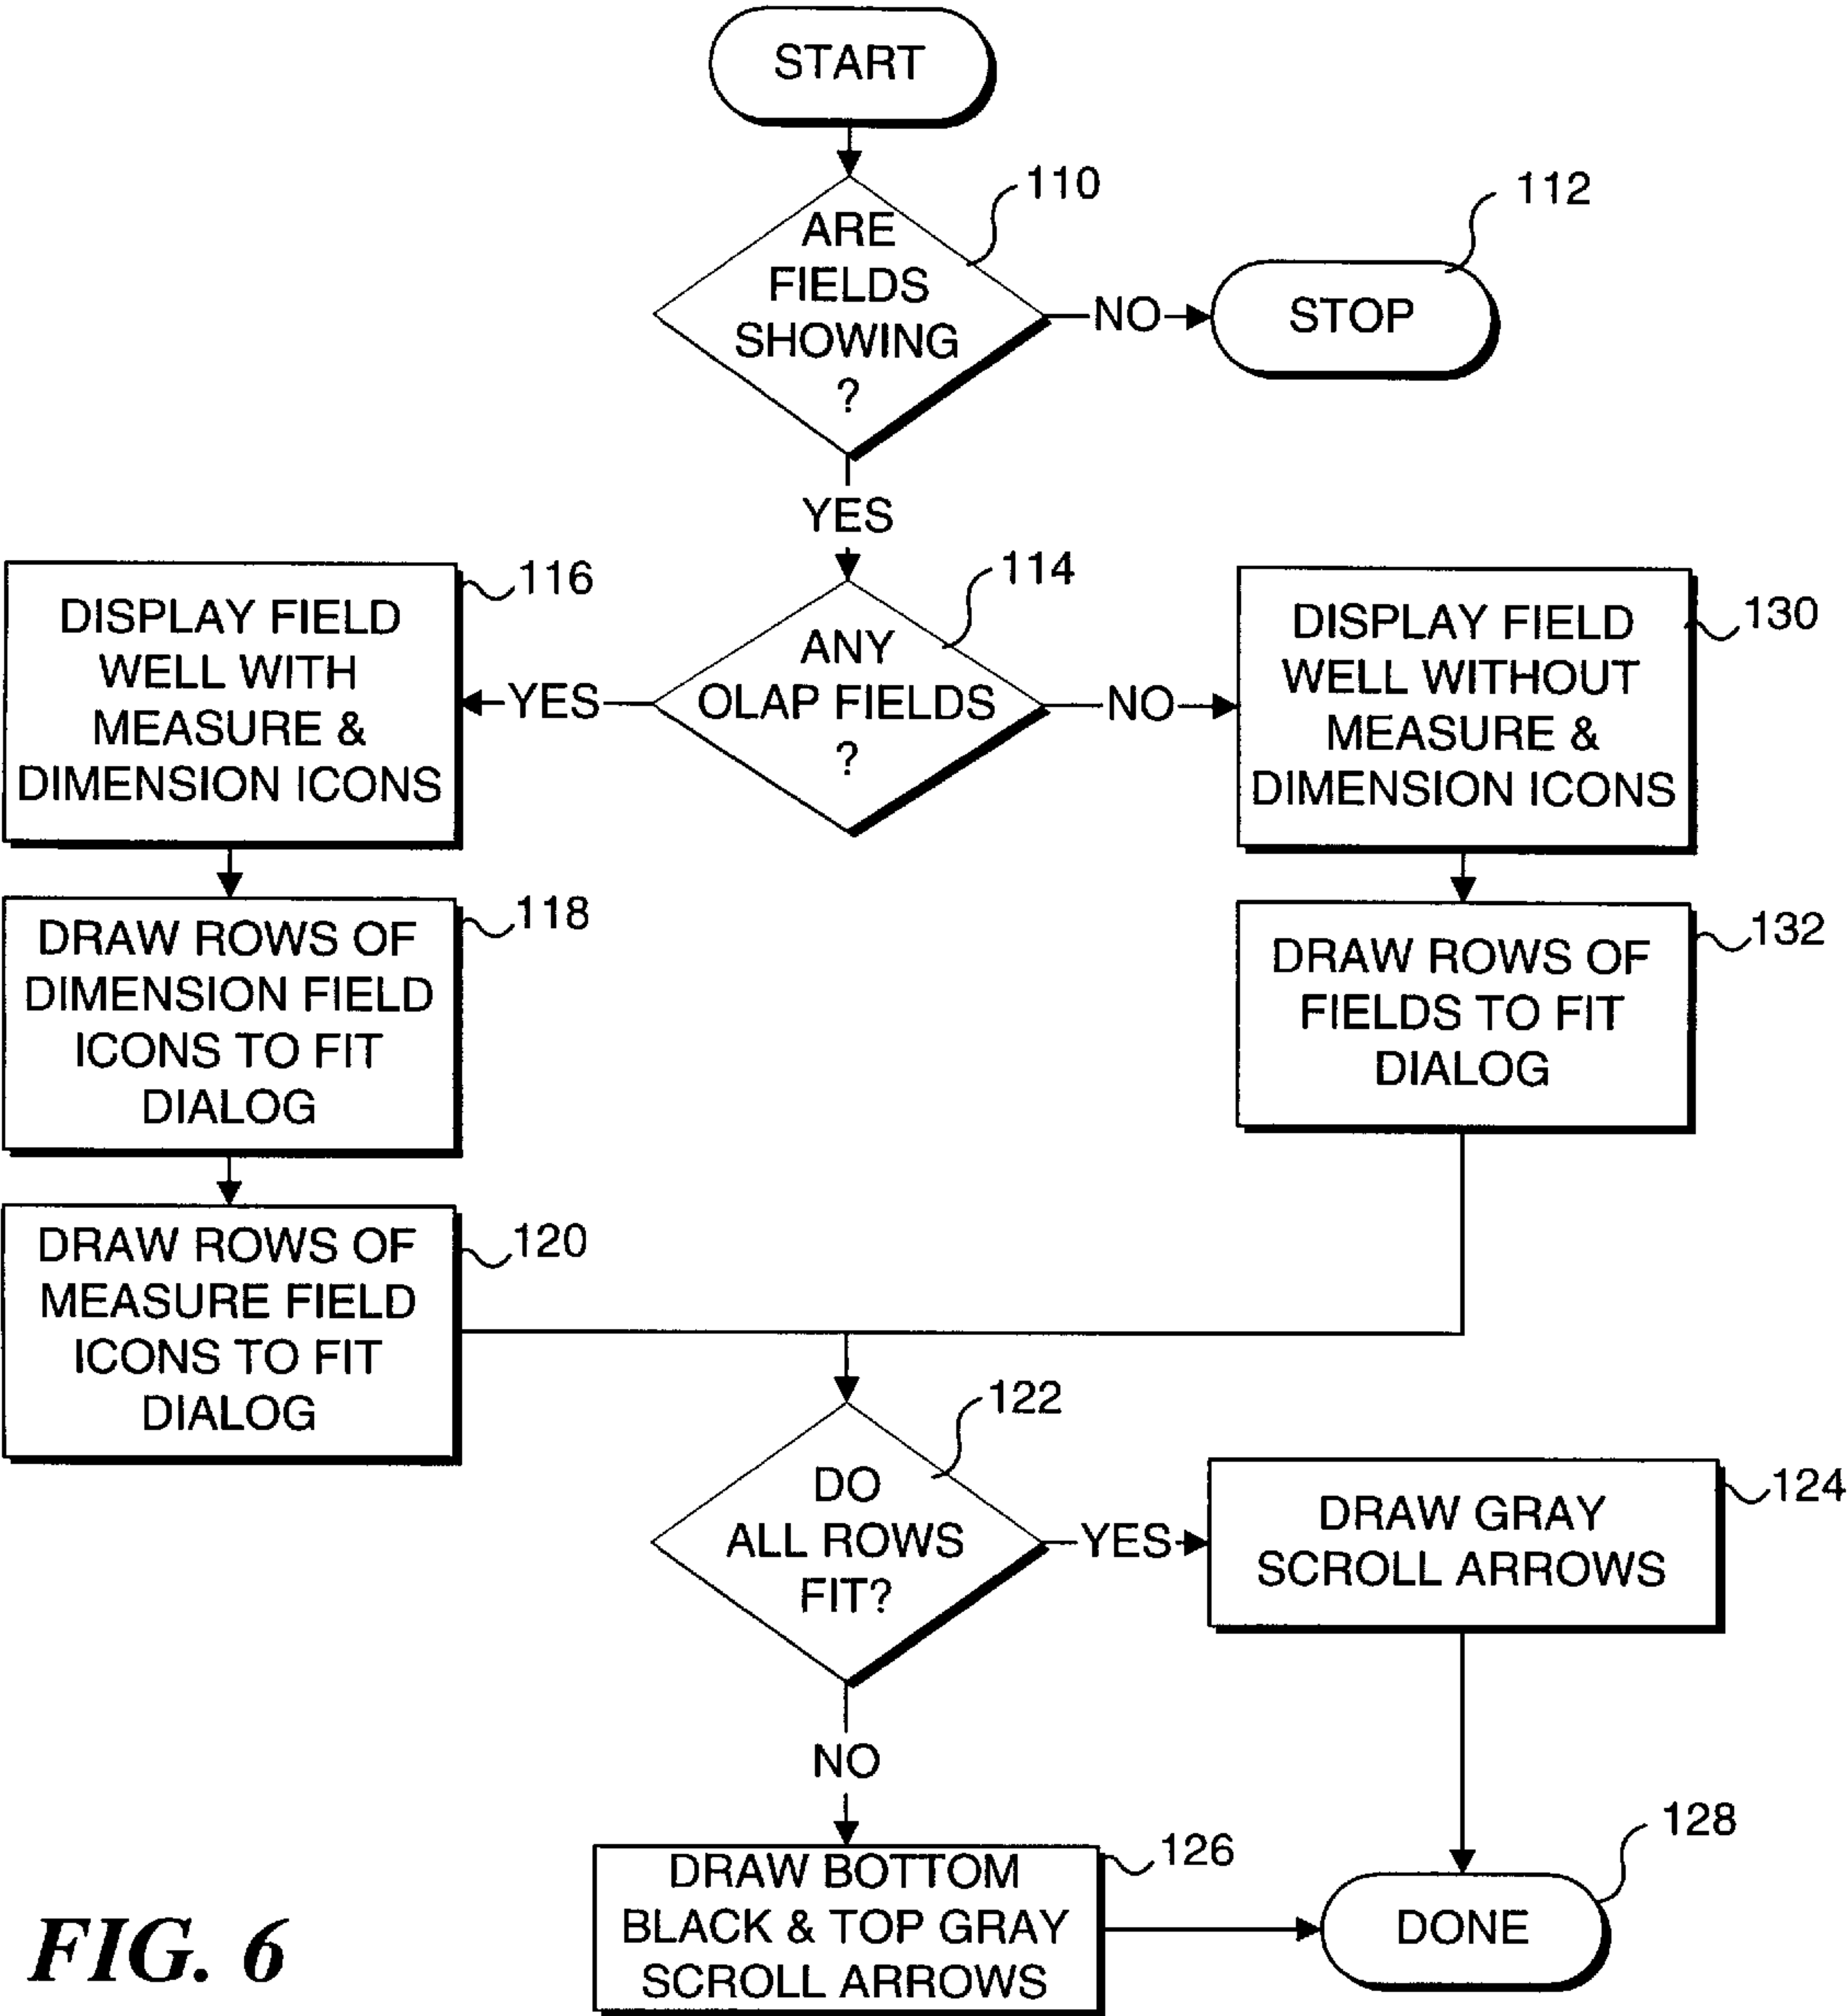 START
110
ARE
FIELDS
SHOWING
?
NO
112
STOP
YES
114
ANY
OLAP FIELDS
?
YES
NO
116
DISPLAY FIELD
WELL WITH
MEASURE &
DIMENSION ICONS
130
DISPLAY FIELD
WELL WITHOUT
MEASURE &
DIMENSION ICONS
118
DRAW ROWS OF
DIMENSION FIELD
ICONS TO FIT
DIALOG
132
DRAW ROWS OF
FIELDS TO FIT
DIALOG
120
DRAW ROWS OF
MEASURE FIELD
ICONS TO FIT
DIALOG
122
DO
ALL ROWS
FIT?
YES
124
DRAW GRAY
SCROLL ARROWS
NO
126
DRAW BOTTOM
BLACK & TOP GRAY
SCROLL ARROWS
128
DONE
FIG. 6